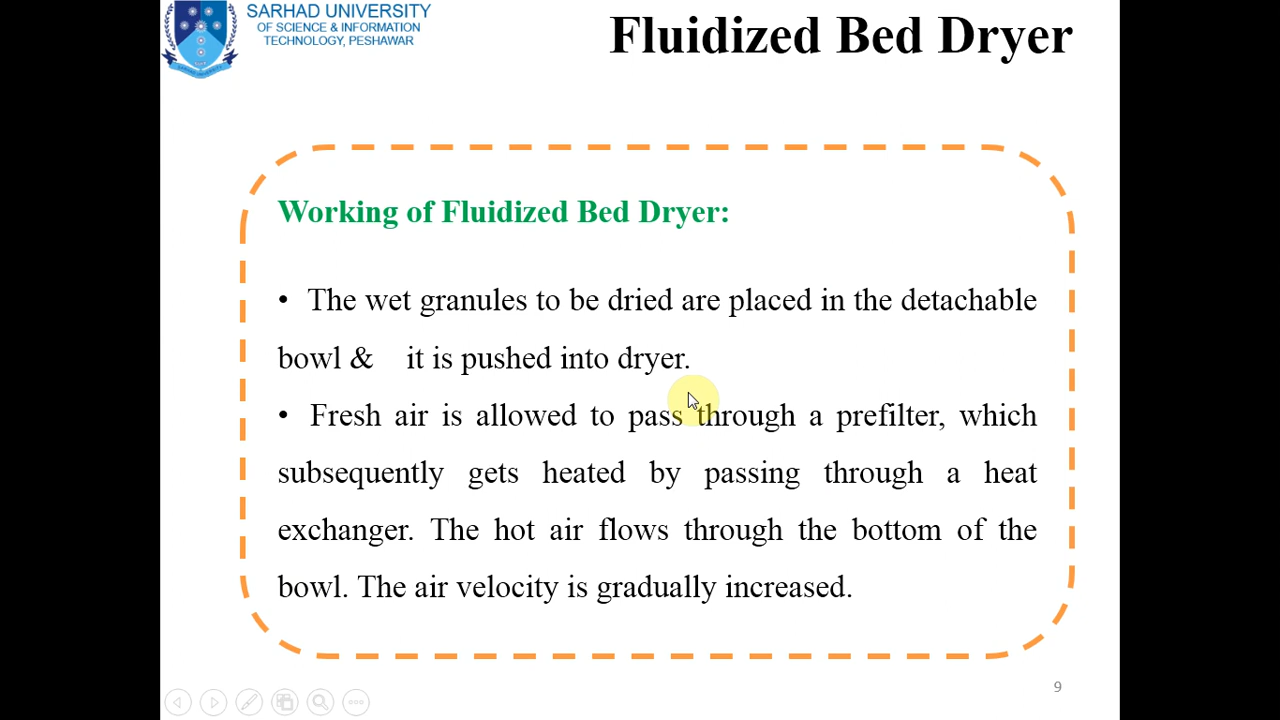 SARHAD UNIVERSITY
OF SCIENCE & INFORMATION
TECHNOLOGY, PESHAWAR
Fluidized Bed Dryer
Working of Fluidized Bed Dryer:
• The wet granules to be dried are placed in the detachable
bowl & it is pushed into dryer.
• Fresh air is allowed to pass through a prefilter, which
subsequently gets heated by passing through a heat
exchanger. The hot air flows through the bottom of the
bowl. The air velocity is gradually increased.
9